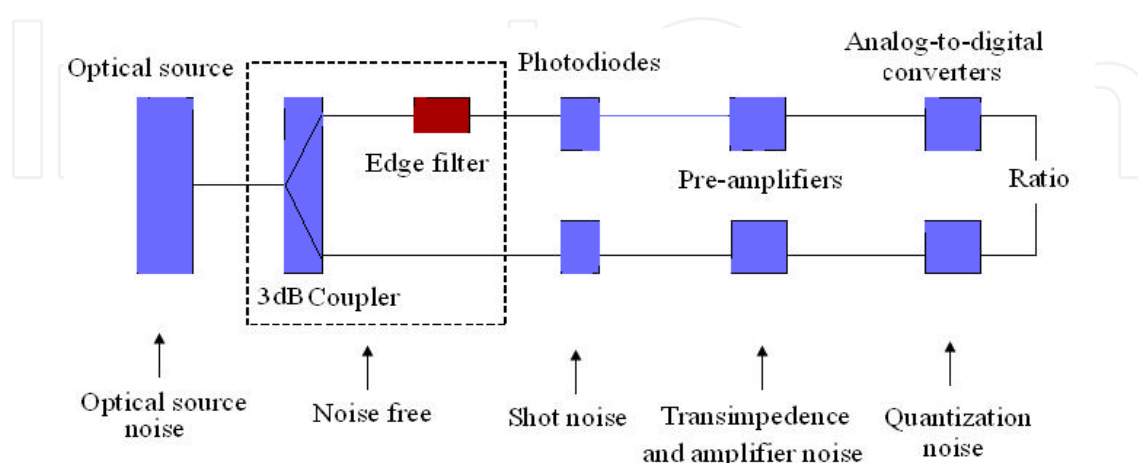 Optical source
Photodiodes
Analog-to-digital
converters
Edge filter
Pre-amplifiers
Ratio
3dB Coupler
Optical source
noise
Noise free
Shot noise
Transimpedence
and amplifier noise
Quantization
noise